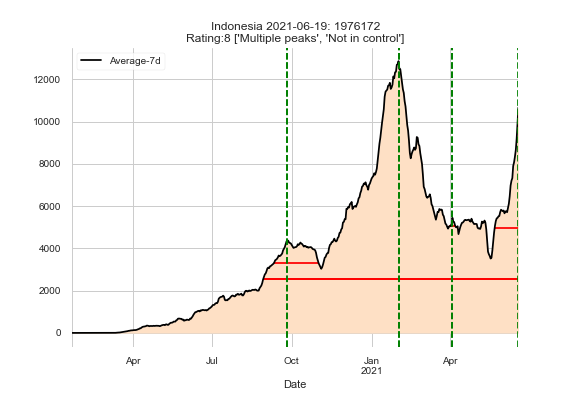 Indonesia 2021-06-19: 1976172
Rating:8 ['Multiple peaks', 'Not in control']
Average-7d
12000
10000
8000
6000
4000
2000
0
Apr
Jul
Oct
Jan
2021
Apr
Date